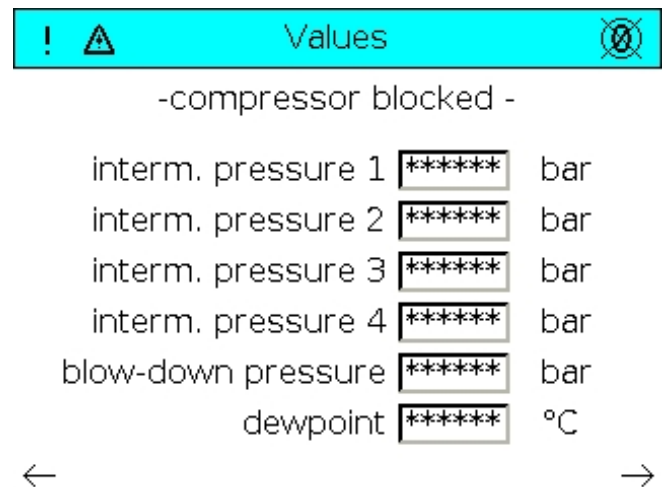 ! Values 0
-compressor blocked -
interm. pressure 1 ****** bar
interm. pressure 2 ****** bar
interm. pressure 3 ****** bar
interm. pressure 4 ****** bar
blow-down pressure ****** bar
dewpoint ****** °C
← →